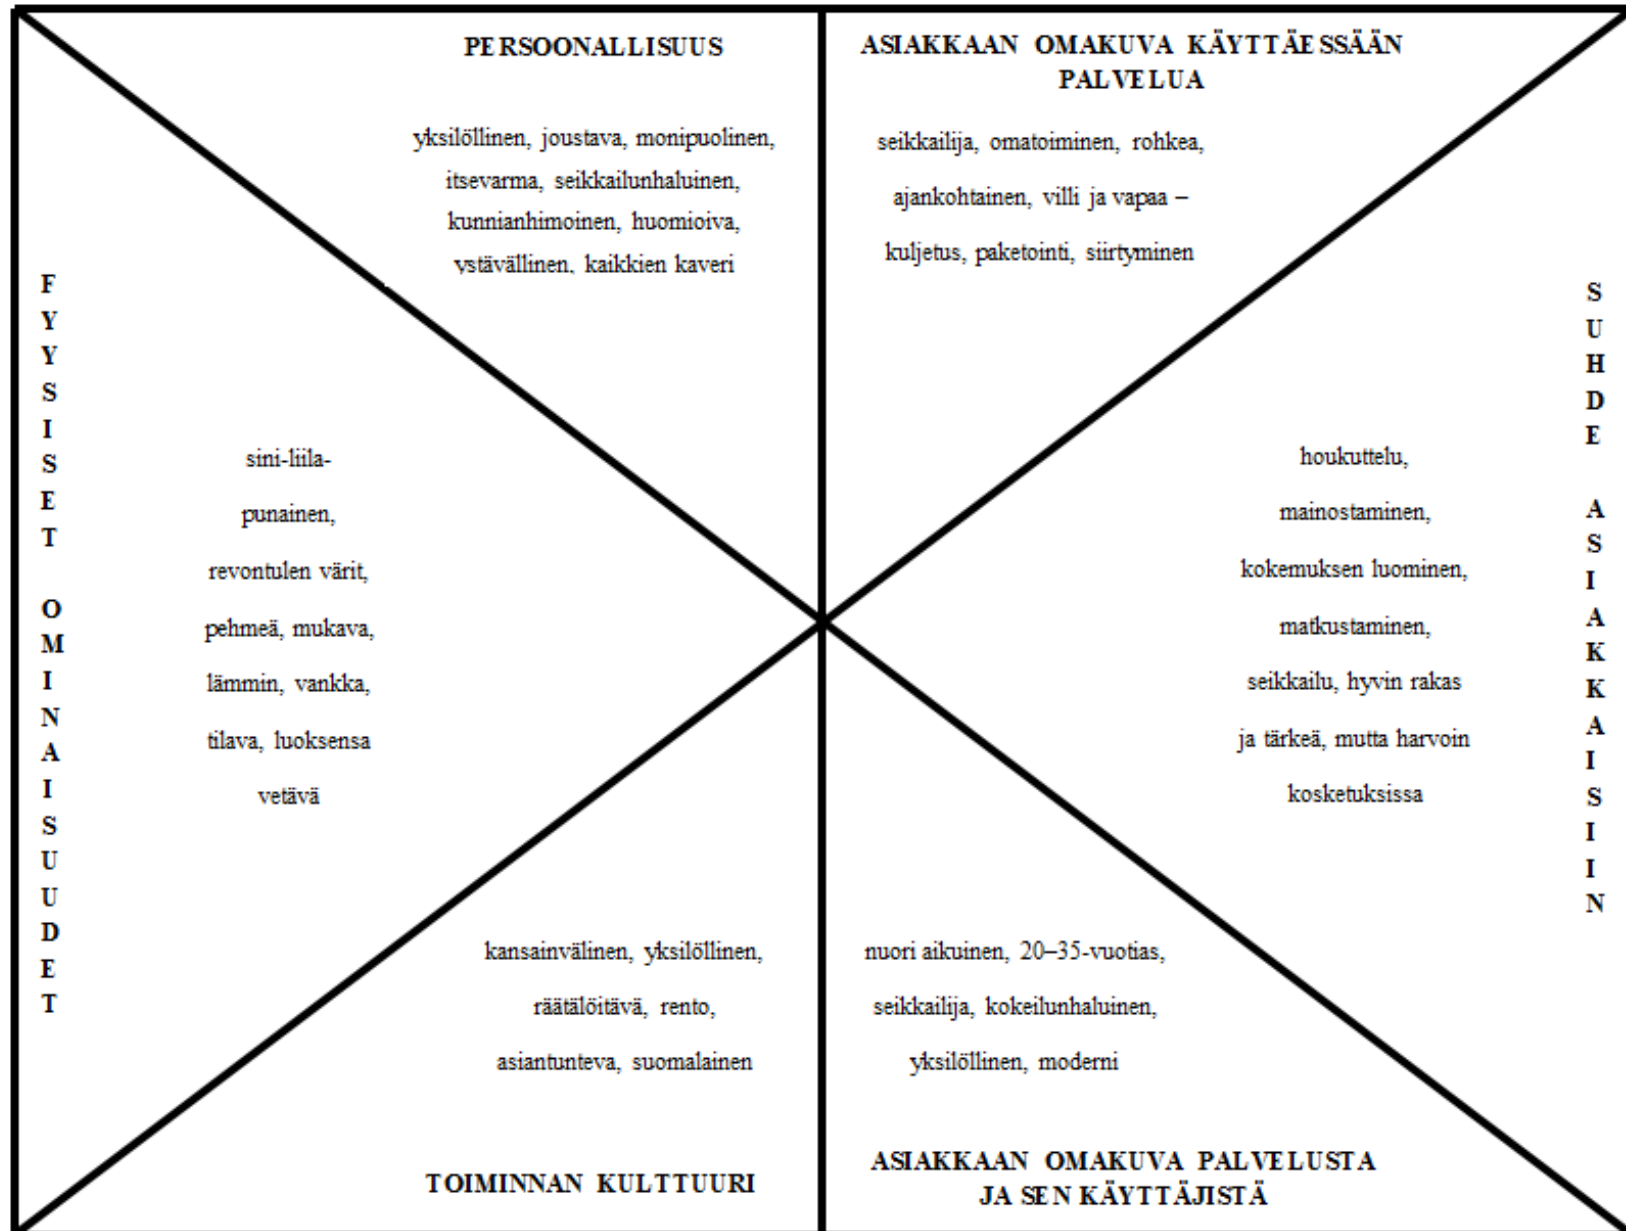 PERSOONALLISUUS
yksilöllinen, joustava, monipuolinen,
itsevarma, seikkailunhaluinen,
kunnianhimoinen, huomioiva,
ystävällinen, kaikkien kaveri
ASIAKKAAN OMAKUVA KÄYTTÄESSÄÄN
PALVELUA
seikkailija, omatoiminen, rohkea,
ajankohtainen, villi ja vapaa –
kuljetus, paketointi, siirtyminen
FYYSISET OMINAISUUDET
sini-liila-
punainen,
revontulen värit,
pehmeä, mukava,
lämmin, vankka,
tilava, luoksensa
vetävä
SUHDE ASIAKKAISIIN
houkuttelu,
mainostaminen,
kokemuksen luominen,
matkustaminen,
seikkailu, hyvin rakas
ja tärkeä, mutta harvoin
kosketuksissa
kansainvälinen, yksilöllinen,
räätälöitävä, rento,
asiantunteva, suomalainen
TOIMINNAN KULTTUURI
nuori aikuinen, 20–35-vuotias,
seikkailija, kokeilunhaluinen,
yksilöllinen, moderni
ASIAKKAAN OMAKUVA PALVELUSTA
JA SEN KÄYTTÄJISTÄ